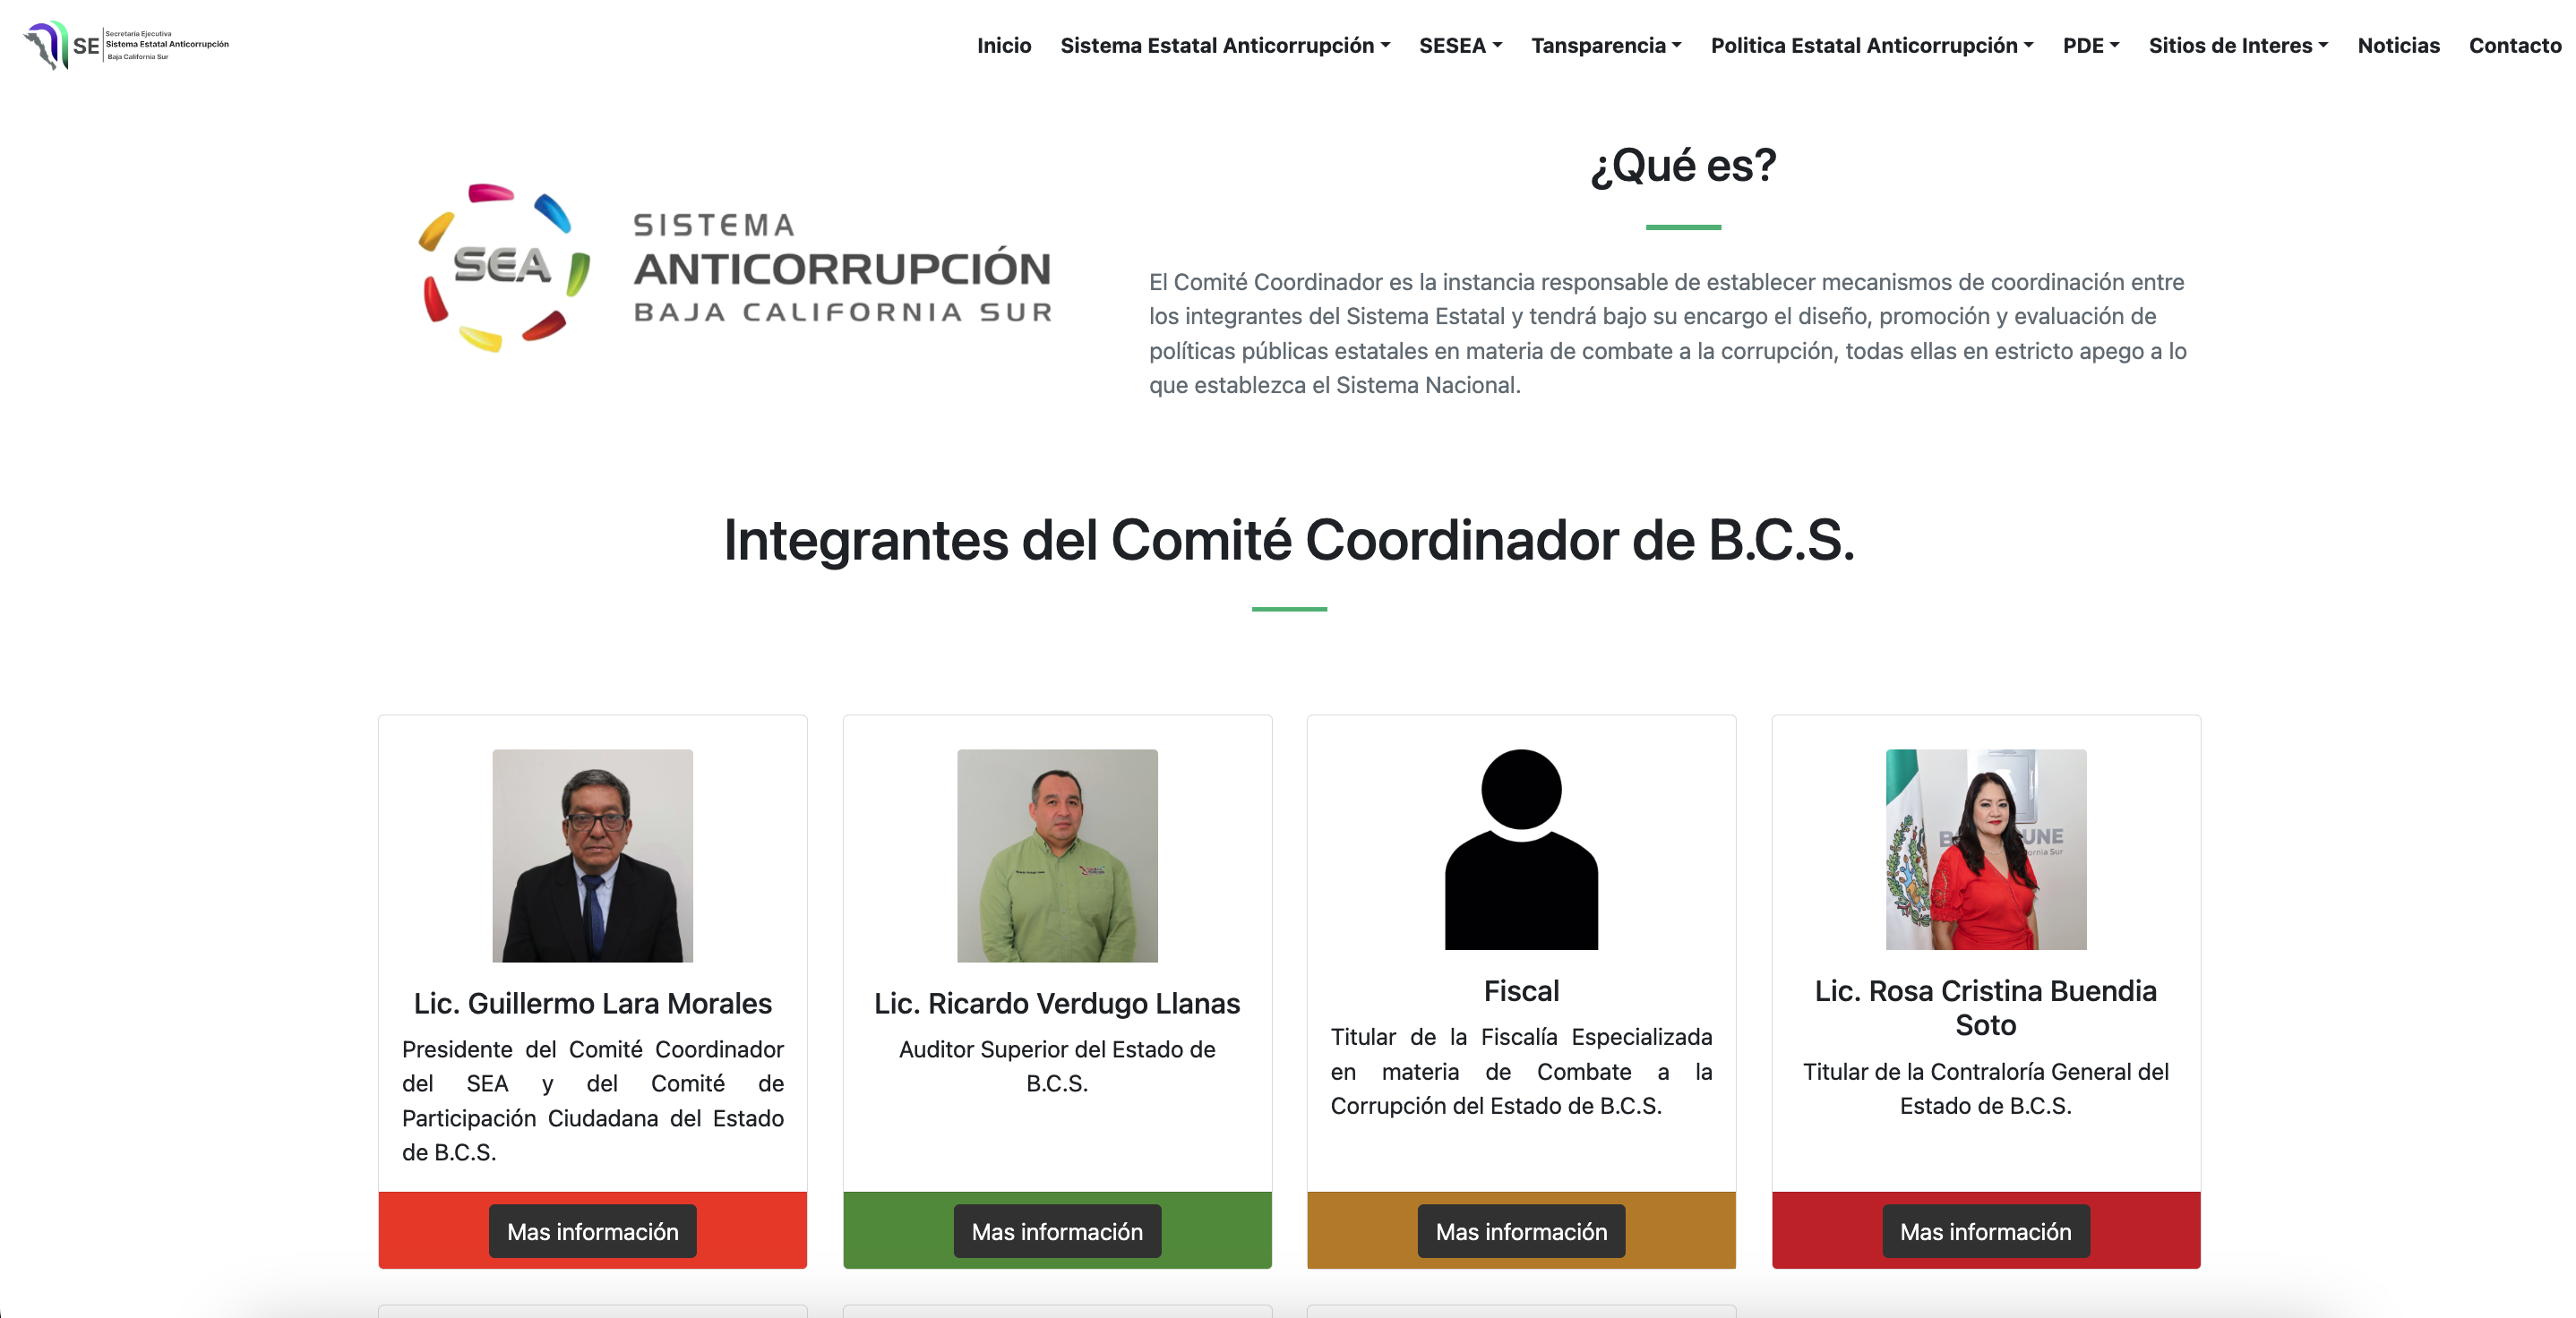 SE
Secretaría Ejecutiva
Sistema Estatal Anticorrupción
Baja California Sur
Inicio
Sistema Estatal Anticorrupción
SESEA
Tansparencia
Politica Estatal Anticorrupción
PDE
Sitios de Interes
Noticias
Contacto
SEA
SISTEMA
ANTICORRUPCIÓN
BAJA CALIFORNIA SUR
¿Qué es?
El Comité Coordinador es la instancia responsable de establecer mecanismos de coordinación entre
los integrantes del Sistema Estatal y tendrá bajo su encargo el diseño, promoción y evaluación de
políticas públicas estatales en materia de combate a la corrupción, todas ellas en estricto apego a lo
que establezca el Sistema Nacional.
Integrantes del Comité Coordinador de B.C.S.
Lic. Guillermo Lara Morales
Presidente del Comité Coordinador
del SEA y del Comité de
Participación Ciudadana del Estado
de B.C.S.
Mas información
Lic. Ricardo Verdugo Llanas
Auditor Superior del Estado de
B.C.S.
Mas información
Fiscal
Titular de la Fiscalía Especializada
en materia de Combate a la
Corrupción del Estado de B.C.S.
Mas información
UNE
ornia Sur
Lic. Rosa Cristina Buendia
Soto
Titular de la Contraloría General del
Estado de B.C.S.
Mas información